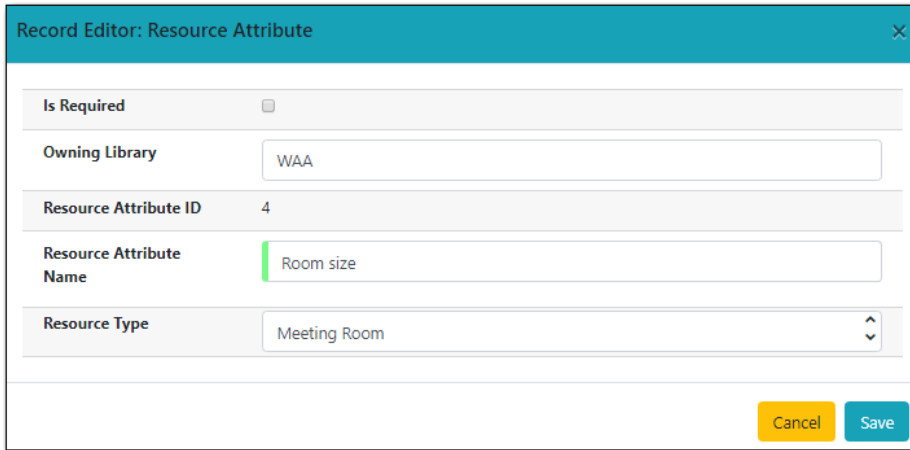 Record Editor: Resource Attribute ×
Is Required
Owning Library WAA
Resource Attribute ID 4
Resource Attribute
Name
Room size
Resource Type Meeting Room
Cancel Save